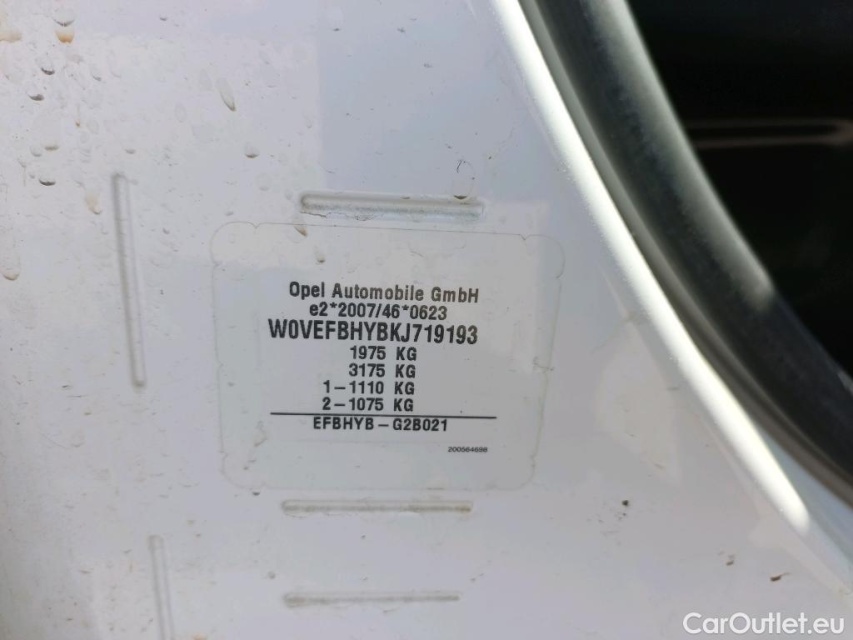 Opel Automobile GmbH
e2*2007/46*0623
W0VEFBHYBKJ719193
1975 KG
3175 KG
1-1110 KG
2-1075 KG
EFBHYB-G2B021
200564698
CarOutlet.eu